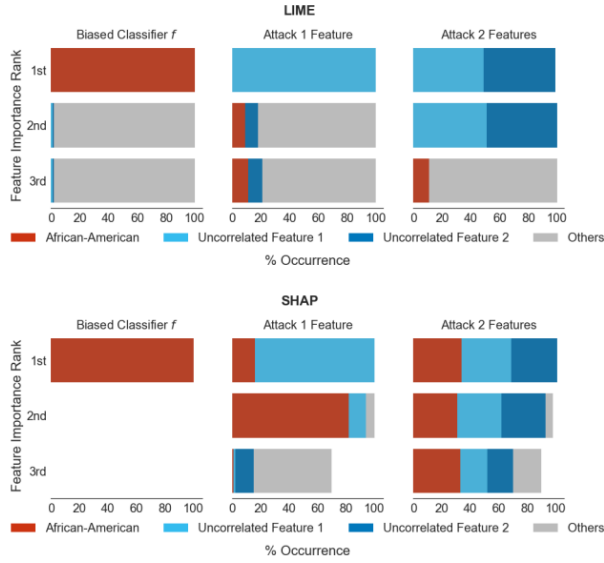 LIME
Biased Classifier f
Attack 1 Feature
Attack 2 Features
Feature Importance Rank
1st
2nd
3rd
0 20 40 60 80 100
0 20 40 60 80 100
0 20 40 60 80 100
African-American
Uncorrelated Feature 1
Uncorrelated Feature 2
Others
% Occurrence
SHAP
Biased Classifier f
Attack 1 Feature
Attack 2 Features
Feature Importance Rank
1st
2nd
3rd
0 20 40 60 80 100
0 20 40 60 80 100
0 20 40 60 80 100
African-American
Uncorrelated Feature 1
Uncorrelated Feature 2
Others
% Occurrence